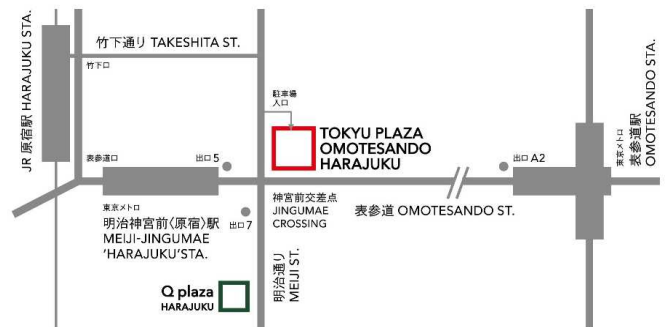 JR 原宿駅 HARAJUKU STA.
竹下通り TAKESHITA ST.
竹下口
駐車場
入口
TOKYU PLAZA
OMOTESANDO
HARAJUKU
表参道口
出口 5
出口 A2
東京メトロ
表参道駅
OMOTESANDO STA.
東京メトロ
明治神宮前〈原宿〉駅
MEIJI-JINGUMAE
'HARAJUKU'STA.
出口 7
神宮前交差点
JINGUMAE
CROSSING
表参道 OMOTESANDO ST.
明治通り
MEIJI ST.
Q plaza
HARAJUKU